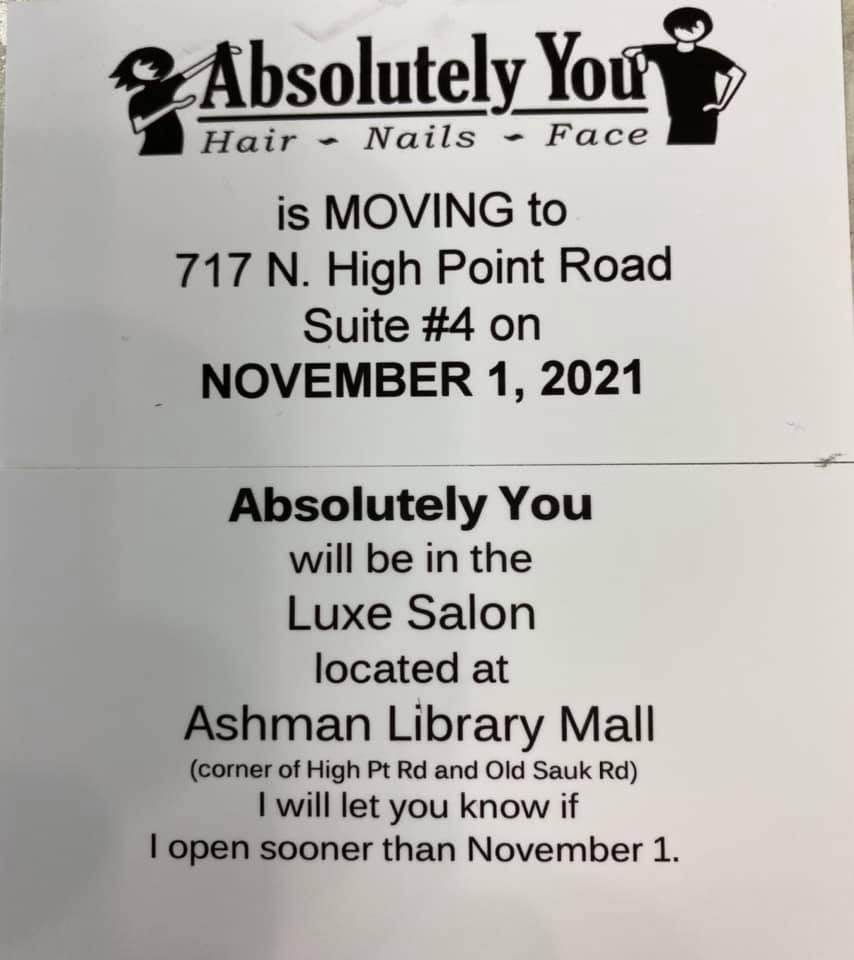 Absolutely You
Hair ~ Nails ~ Face
is MOVING to
717 N. High Point Road
Suite #4 on
NOVEMBER 1, 2021
Absolutely You
will be in the
Luxe Salon
located at
Ashman Library Mall
(corner of High Pt Rd and Old Sauk Rd)
I will let you know if
I open sooner than November 1.